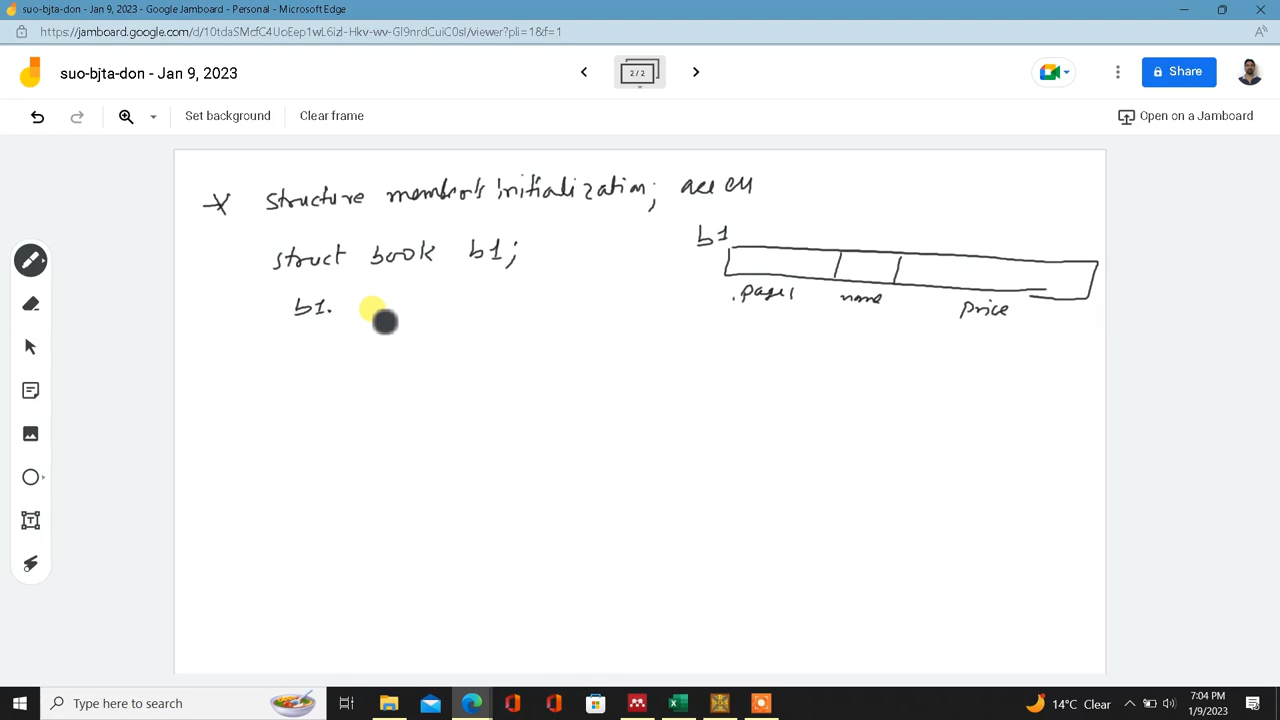 suo-bjta-don - Jan 9, 2023 - Google Jamboard - Personal - Microsoft Edge
https://jamboard.google.com/d/10tdaSMcfC4UoEep1wL6izI-Hkv-wv-Gl9nrdCuiC0sI/viewer?pli=1&f=1
suo-bjta-don - Jan 9, 2023
2 / 2
Share
Set background
Clear frame
Open on a Jamboard
Structure members initialization;
struct book b1;
b1
pages name price
b1.
Type here to search
14°C Clear
7:04 PM
1/9/2023